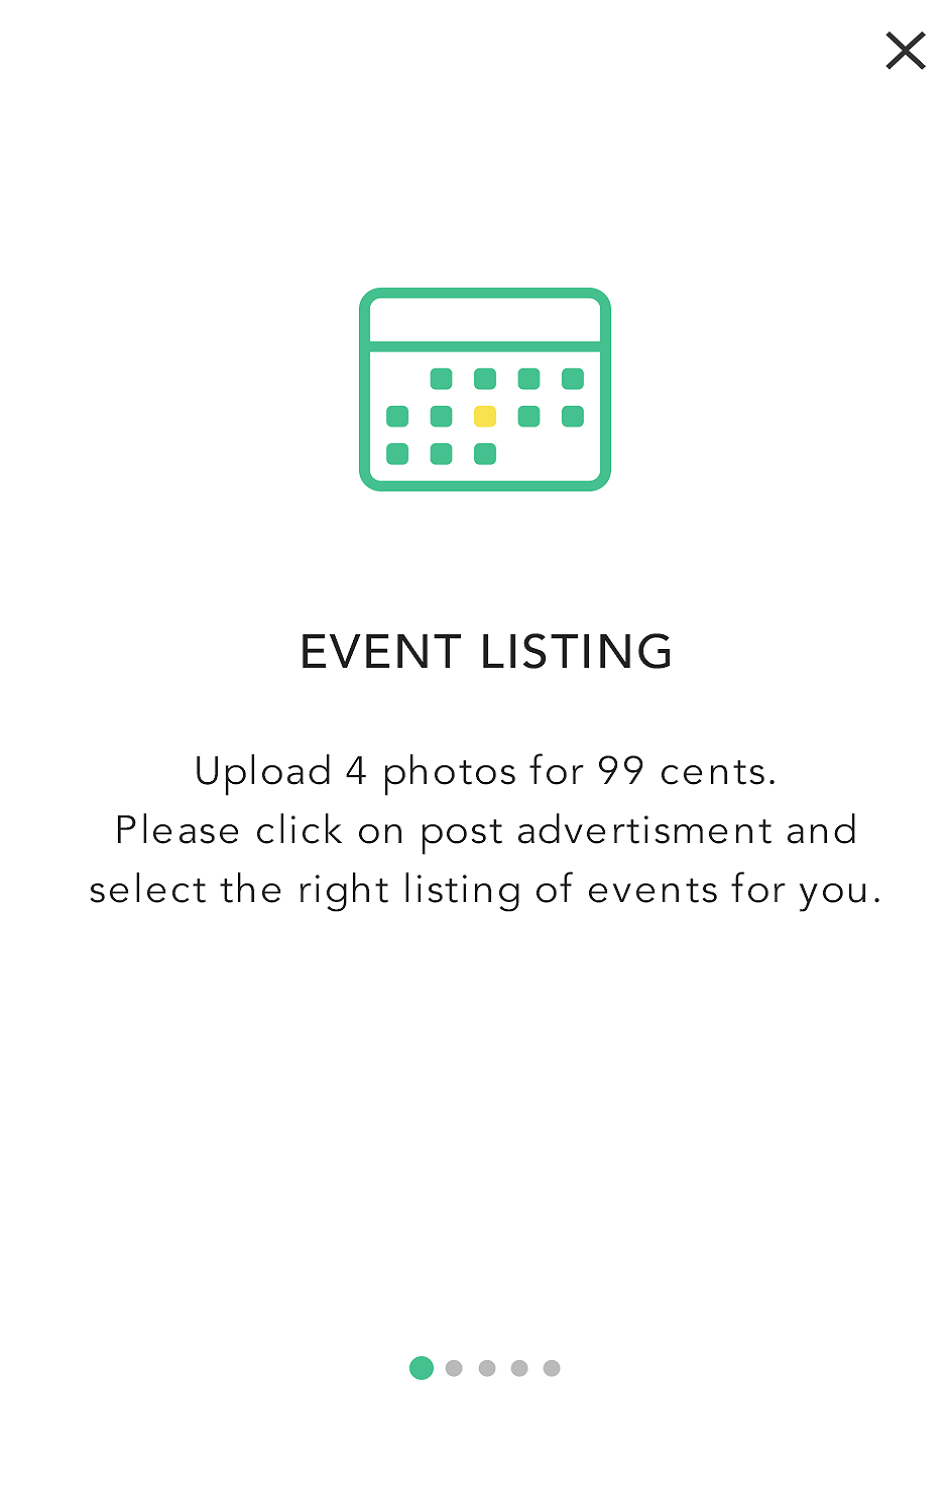 EVENT LISTING
Upload 4 photos for 99 cents.
Please click on post advertisment and
select the right listing of events for you.